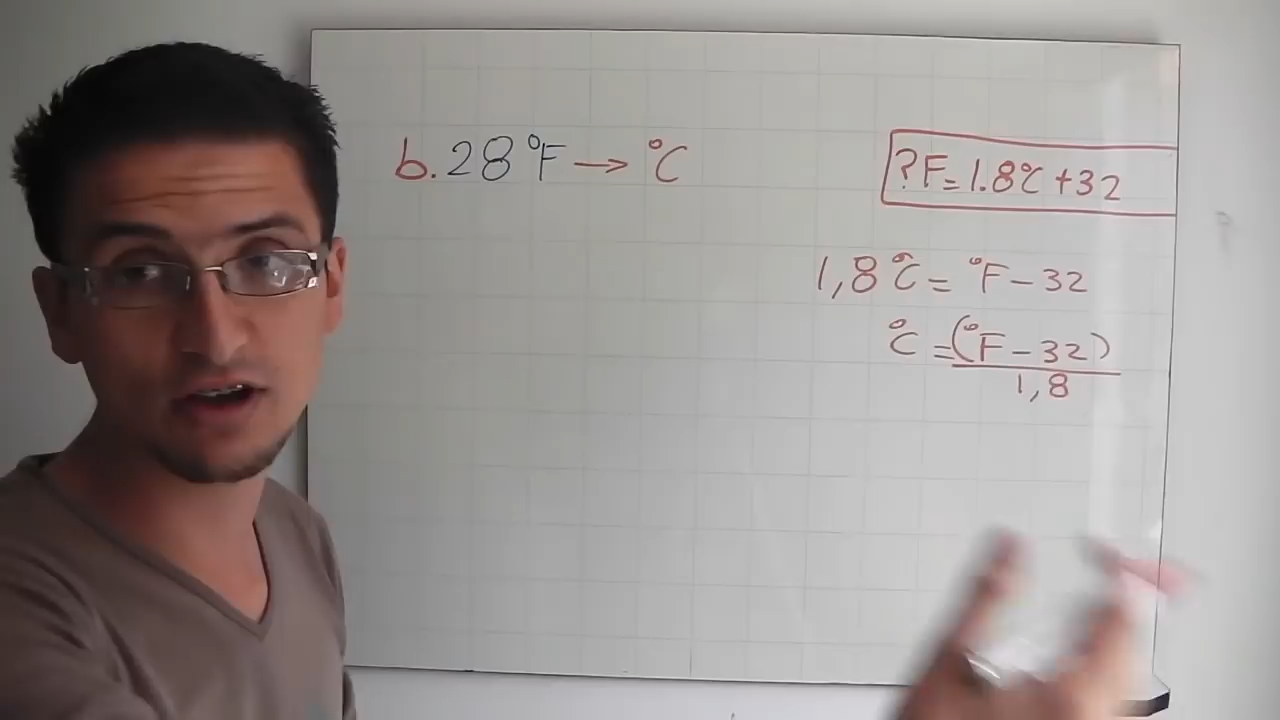 b. 28 °F → °C
?F = 1.8°C + 32
1,8 °C = °F - 32
°C = (°F - 32)
1,8